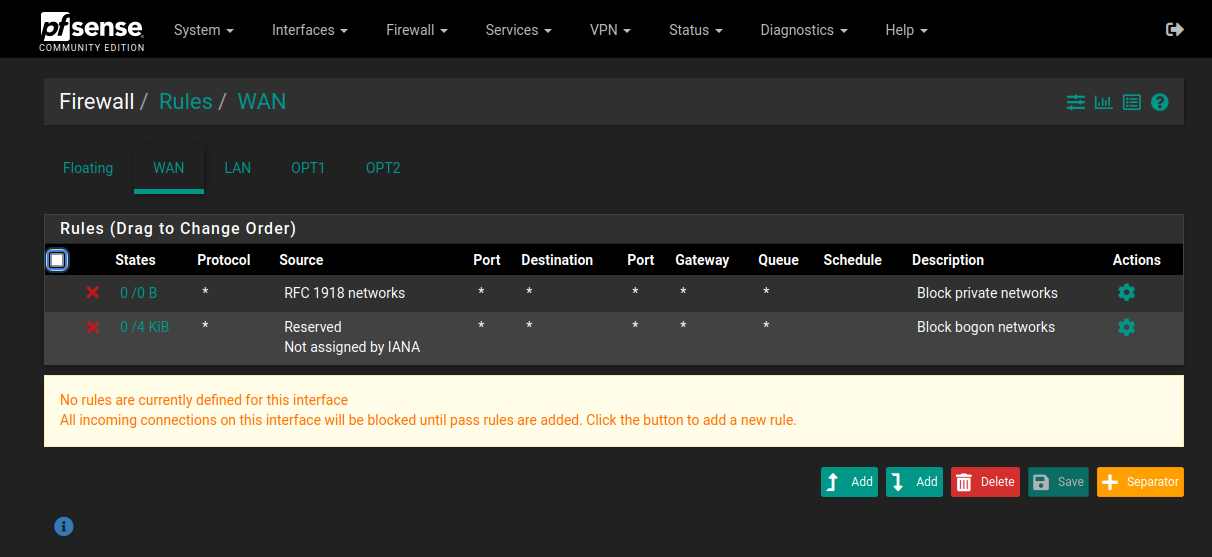 pfsense
COMMUNITY EDITION
System Interfaces Firewall Services VPN Status Diagnostics Help
Firewall / Rules / WAN
Floating WAN LAN OPT1 OPT2
Rules (Drag to Change Order)
States Protocol Source Port Destination Port Gateway Queue Schedule Description Actions
0 /0 B * RFC 1918 networks * * * * * Block private networks
0 /4 KiB * Reserved * * * * * Block bogon networks
Not assigned by IANA
No rules are currently defined for this interface
All incoming connections on this interface will be blocked until pass rules are added. Click the button to add a new rule.
Add Add Delete Save Separator